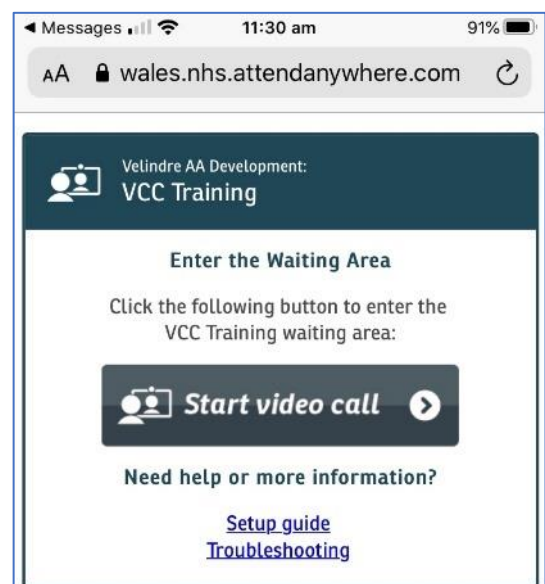 Messages 11:30 am 91%
AA wales.nhs.attendanywhere.com
Velindre AA Development:
VCC Training
Enter the Waiting Area
Click the following button to enter the
VCC Training waiting area:
Start video call
Need help or more information?
Setup guide
Troubleshooting